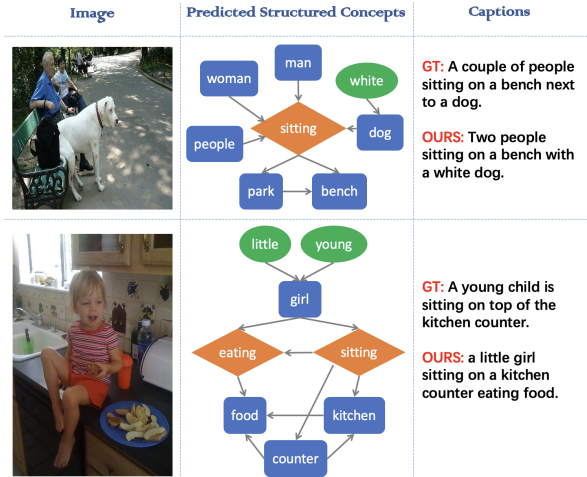 Image
Predicted Structured Concepts
Captions
man
woman
white
sitting
people
dog
park
bench
GT: A couple of people
sitting on a bench next
to a dog.
OURS: Two people
sitting on a bench with
a white dog.
little
young
girl
eating
sitting
food
kitchen
counter
GT: A young child is
sitting on top of the
kitchen counter.
OURS: a little girl
sitting on a kitchen
counter eating food.